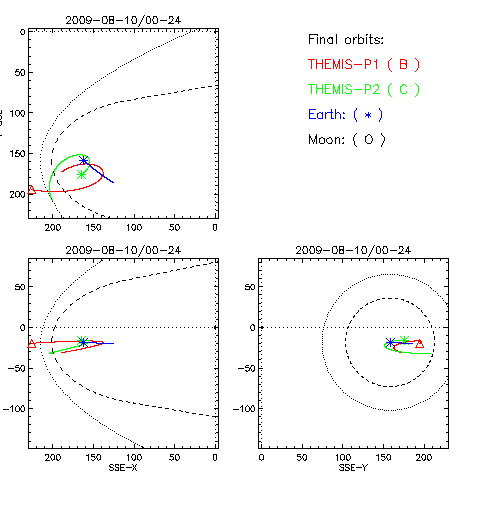 2009-08-10/00-24
Final orbits:
THEMIS-P1 ( B )
THEMIS-P2 ( C )
Earth: ( * )
Moon: ( O )
0
50
100
150
200
200 150 100 50 0
2009-08-10/00-24
2009-08-10/00-24
50
0
-50
-100
200 150 100 50 0
SSE-X
50
0
-50
-100
0 50 100 150 200
SSE-Y